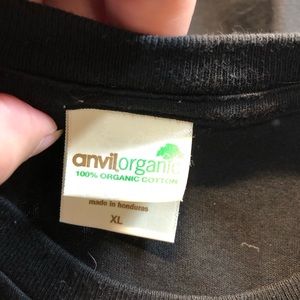 anvilorganic
100% ORGANIC COTTON
made in honduras
XL